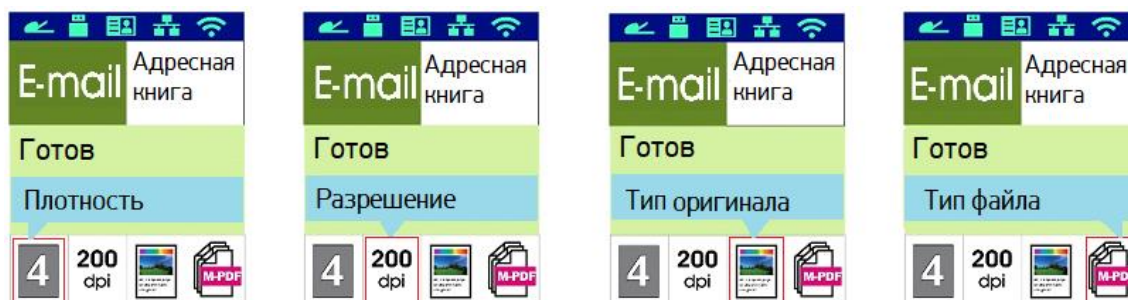 E-mail Адресная книга
Готов
Плотность
4 200 dpi M-PDF
E-mail Адресная книга
Готов
Разрешение
4 200 dpi M-PDF
E-mail Адресная книга
Готов
Тип оригинала
4 200 dpi M-PDF
E-mail Адресная книга
Готов
Тип файла
4 200 dpi M-PDF